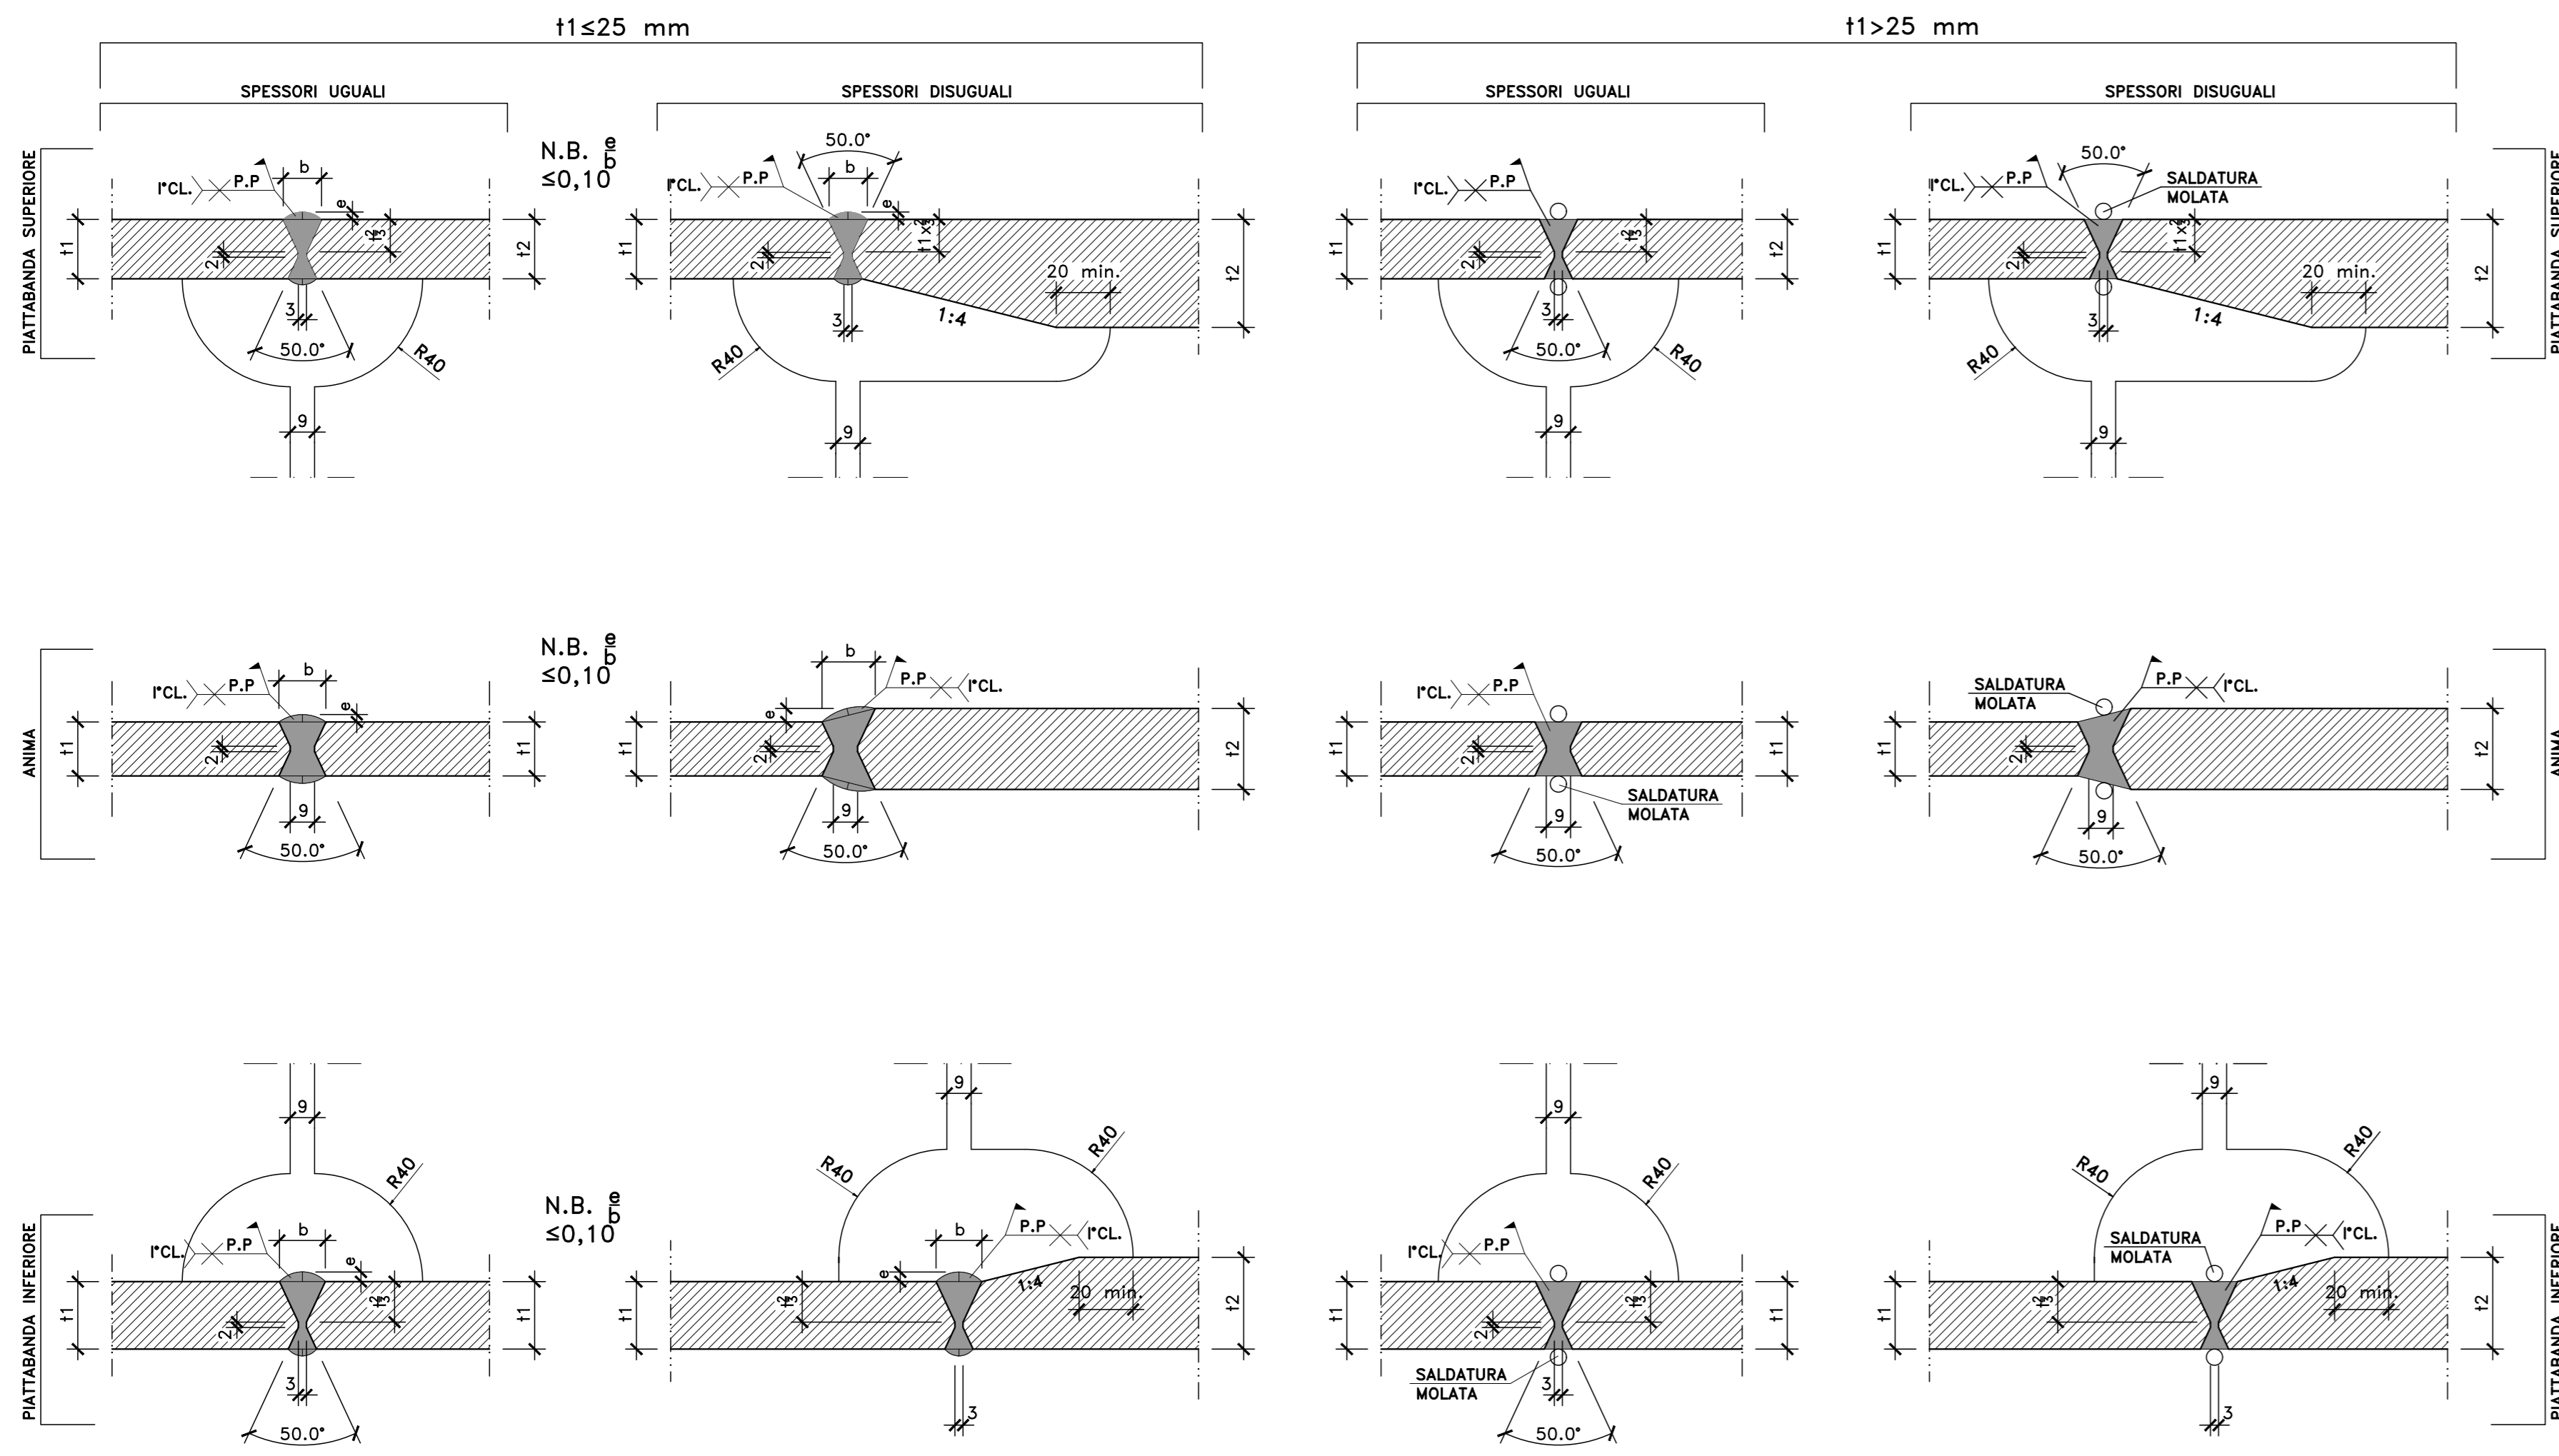 t1≤25 mm
t1>25 mm
SPESSORI UGUALI
SPESSORI DISUGUALI
SPESSORI UGUALI
SPESSORI DISUGUALI
PIATTABANDA SUPERIORE
I°CL.
P.P
b
e
t1
2
3
50.0°
R40
9
t2
N.B. e/b
≤0,10
I°CL.
P.P
50.0°
b
e
t1
2
3
1:4
20 min.
R40
9
t2
I°CL.
P.P
t1
2
3
50.0°
R40
9
t2
I°CL.
P.P
50.0°
SALDATURA
MOLATA
t1
2
3
1:4
20 min.
R40
9
t2
PIATTABANDA SUPERIORE
ANIMA
I°CL.
P.P
b
e
t1
2
9
50.0°
t1
N.B. e/b
≤0,10
b
P.P
I°CL.
e
t1
2
9
50.0°
t2
I°CL.
P.P
t1
2
9
50.0°
SALDATURA
MOLATA
t1
SALDATURA
MOLATA
P.P
I°CL.
t1
2
9
50.0°
t2
ANIMA
PIATTABANDA INFERIORE
9
R40
I°CL.
P.P
b
e
t1
2
3
50.0°
t1
N.B. e/b
≤0,10
9
R40
R40
b
P.P
I°CL.
e
1:4
20 min.
t1
3
t2
9
R40
I°CL.
P.P
t1
2
SALDATURA
MOLATA
3
50.0°
t1
9
R40
R40
SALDATURA
MOLATA
P.P
I°CL.
1:4
20 min.
t1
3
t2
PIATTABANDA INFERIORE